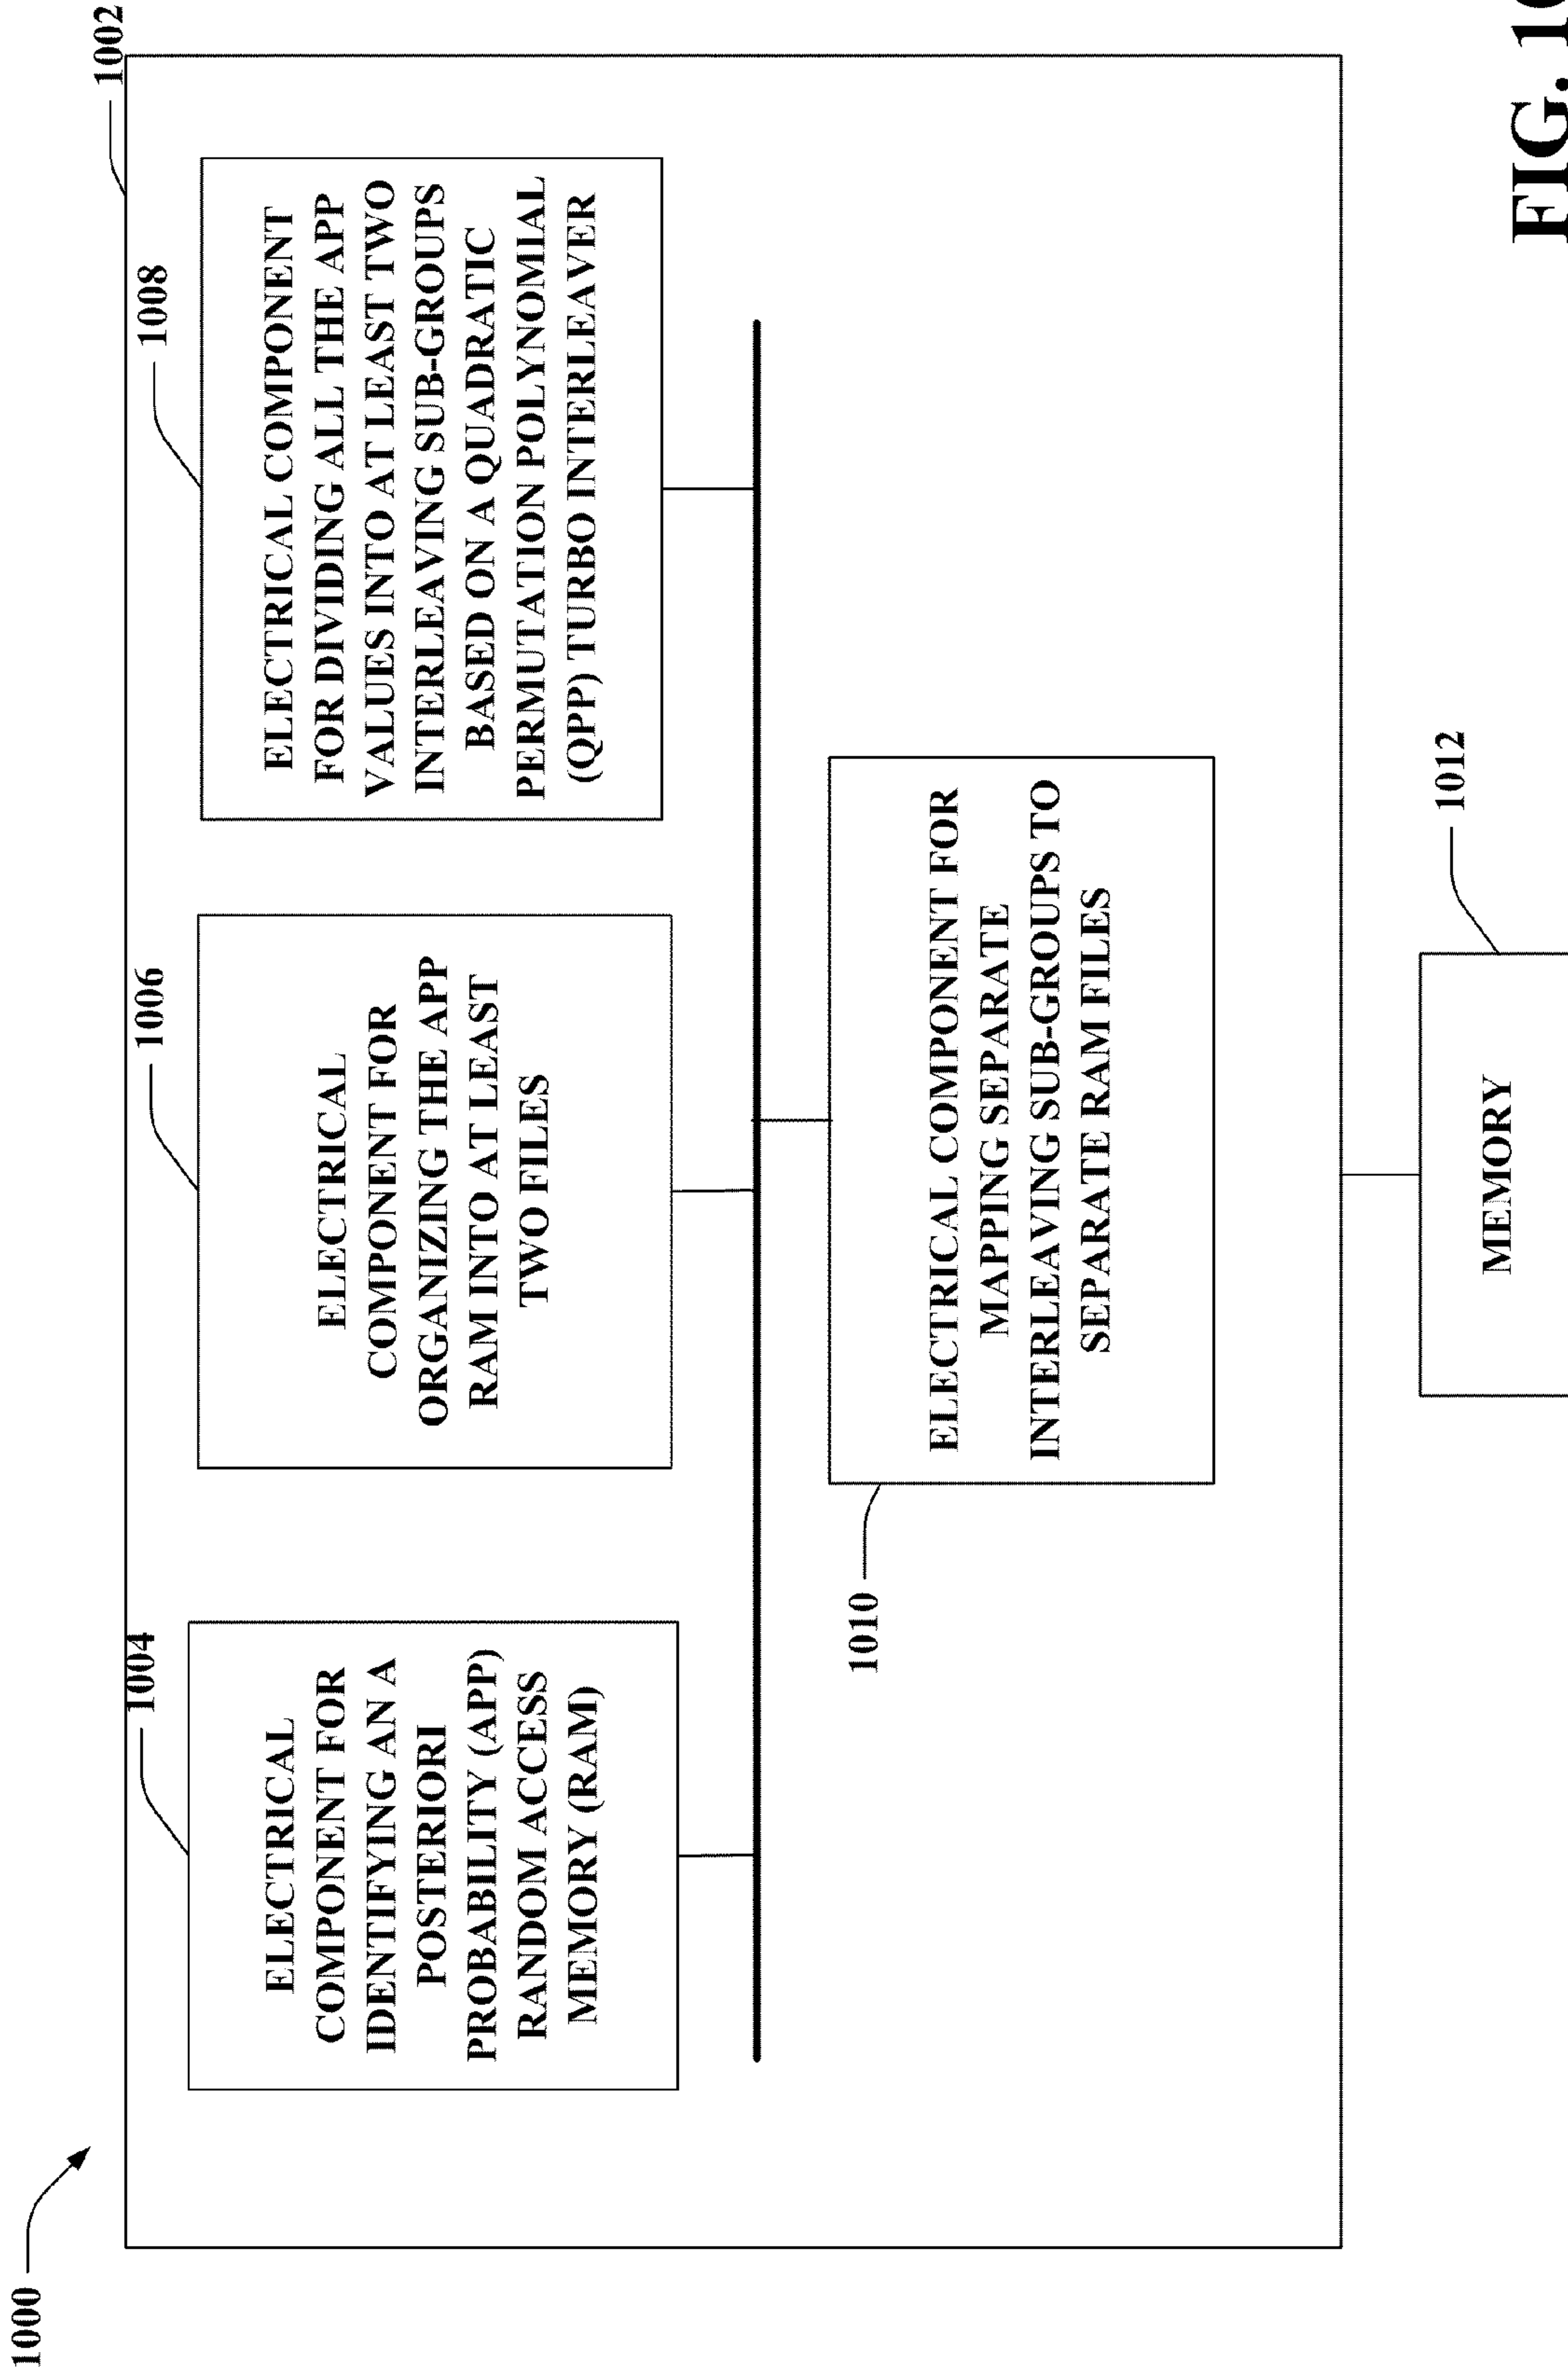 1000
1002
1004
ELECTRICAL
COMPONENT FOR
IDENTIFYING AN A
POSTERIORI
PROBABILITY (APP)
RANDOM ACCESS
MEMORY (RAM)
1006
ELECTRICAL
COMPONENT FOR
ORGANIZING THE APP
RAM INTO AT LEAST
TWO FILES
1008
ELECTRICAL COMPONENT
FOR DIVIDING ALL THE APP
VALUES INTO AT LEAST TWO
INTERLEAVING SUB-GROUPS
BASED ON A QUADRATIC
PERMUTATION POLYNOMIAL
(QPP) TURBO INTERLEAVER
1010
ELECTRICAL COMPONENT FOR
MAPPING SEPARATE
INTERLEAVING SUB-GROUPS TO
SEPARATE RAM FILES
1012
MEMORY
FIG. 10